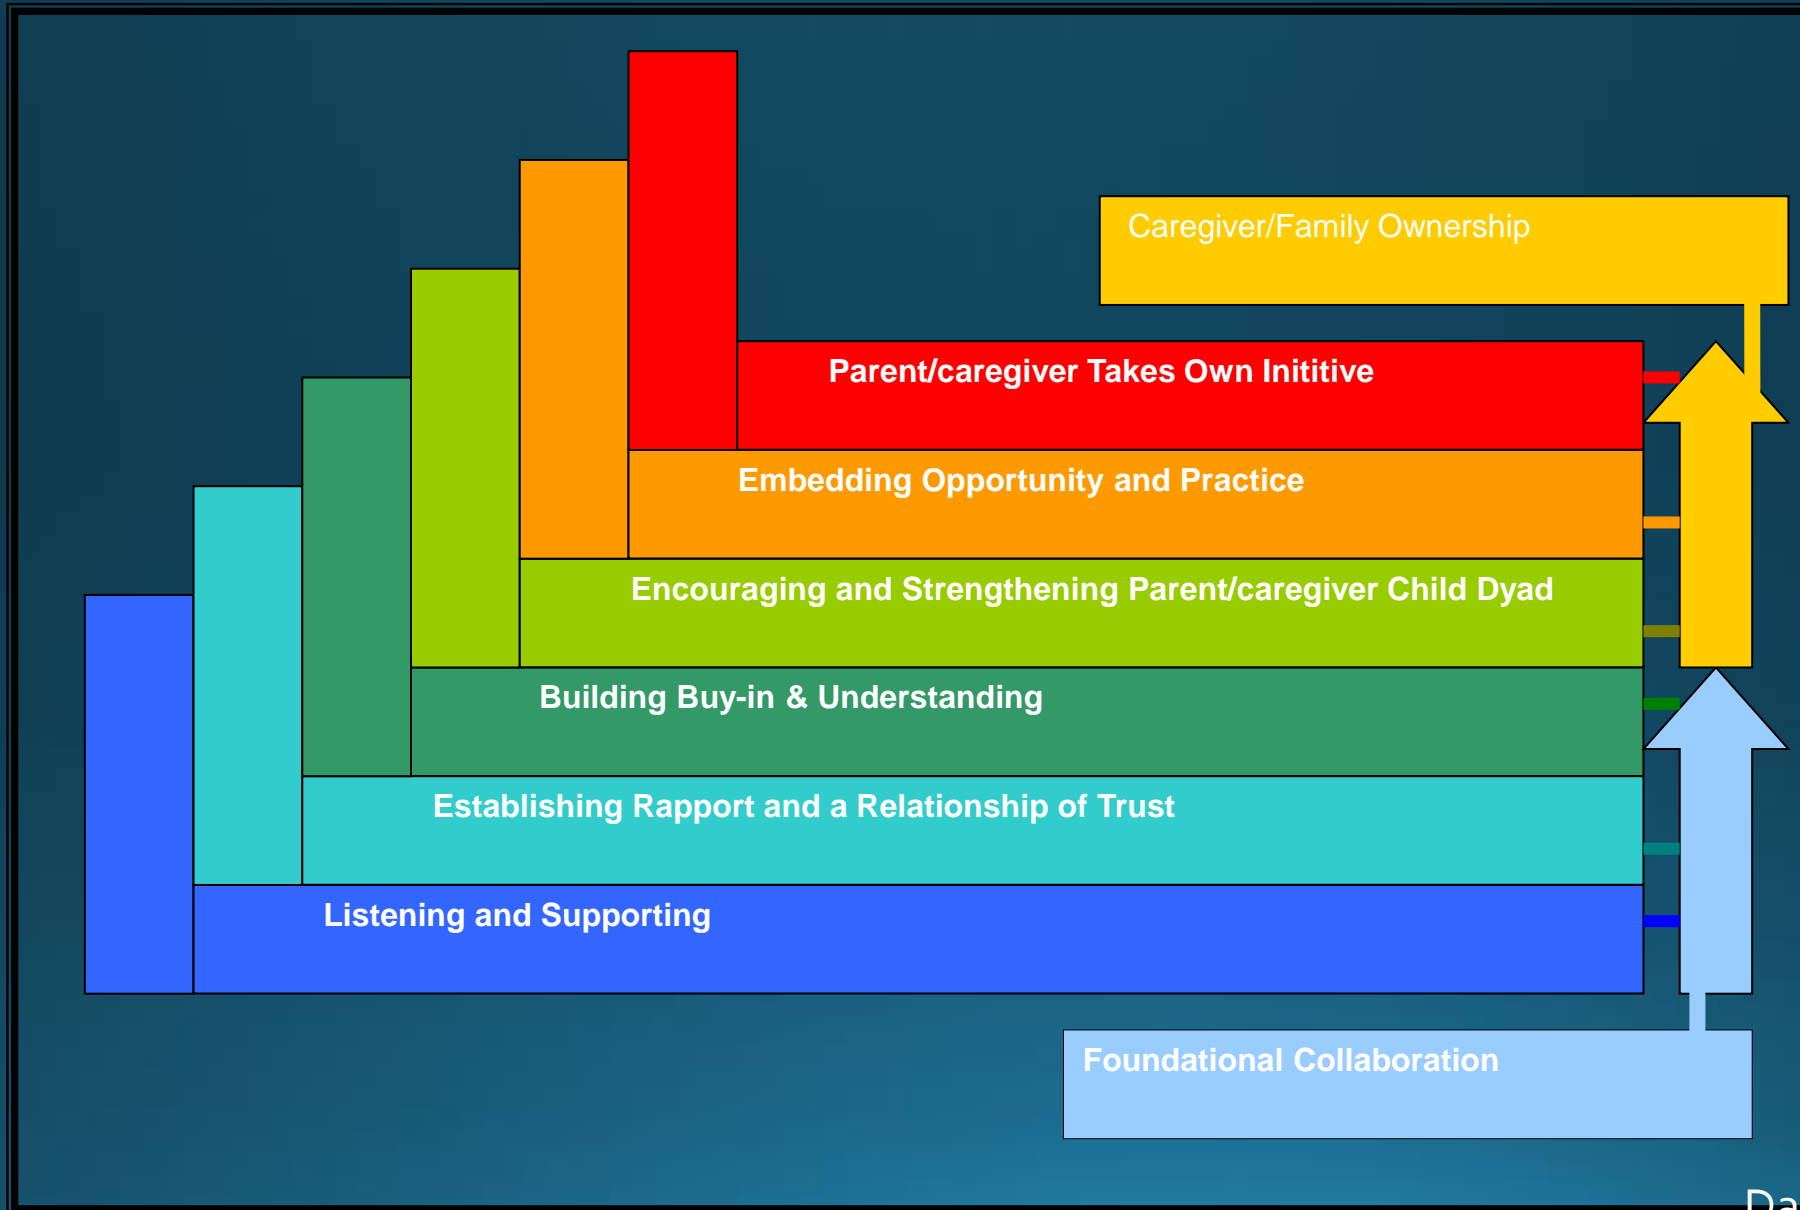 Caregiver/Family Ownership
Parent/caregiver Takes Own Inititive
Embedding Opportunity and Practice
Encouraging and Strengthening Parent/caregiver Child Dyad
Building Buy-in & Understanding
Establishing Rapport and a Relationship of Trust
Listening and Supporting
Foundational Collaboration